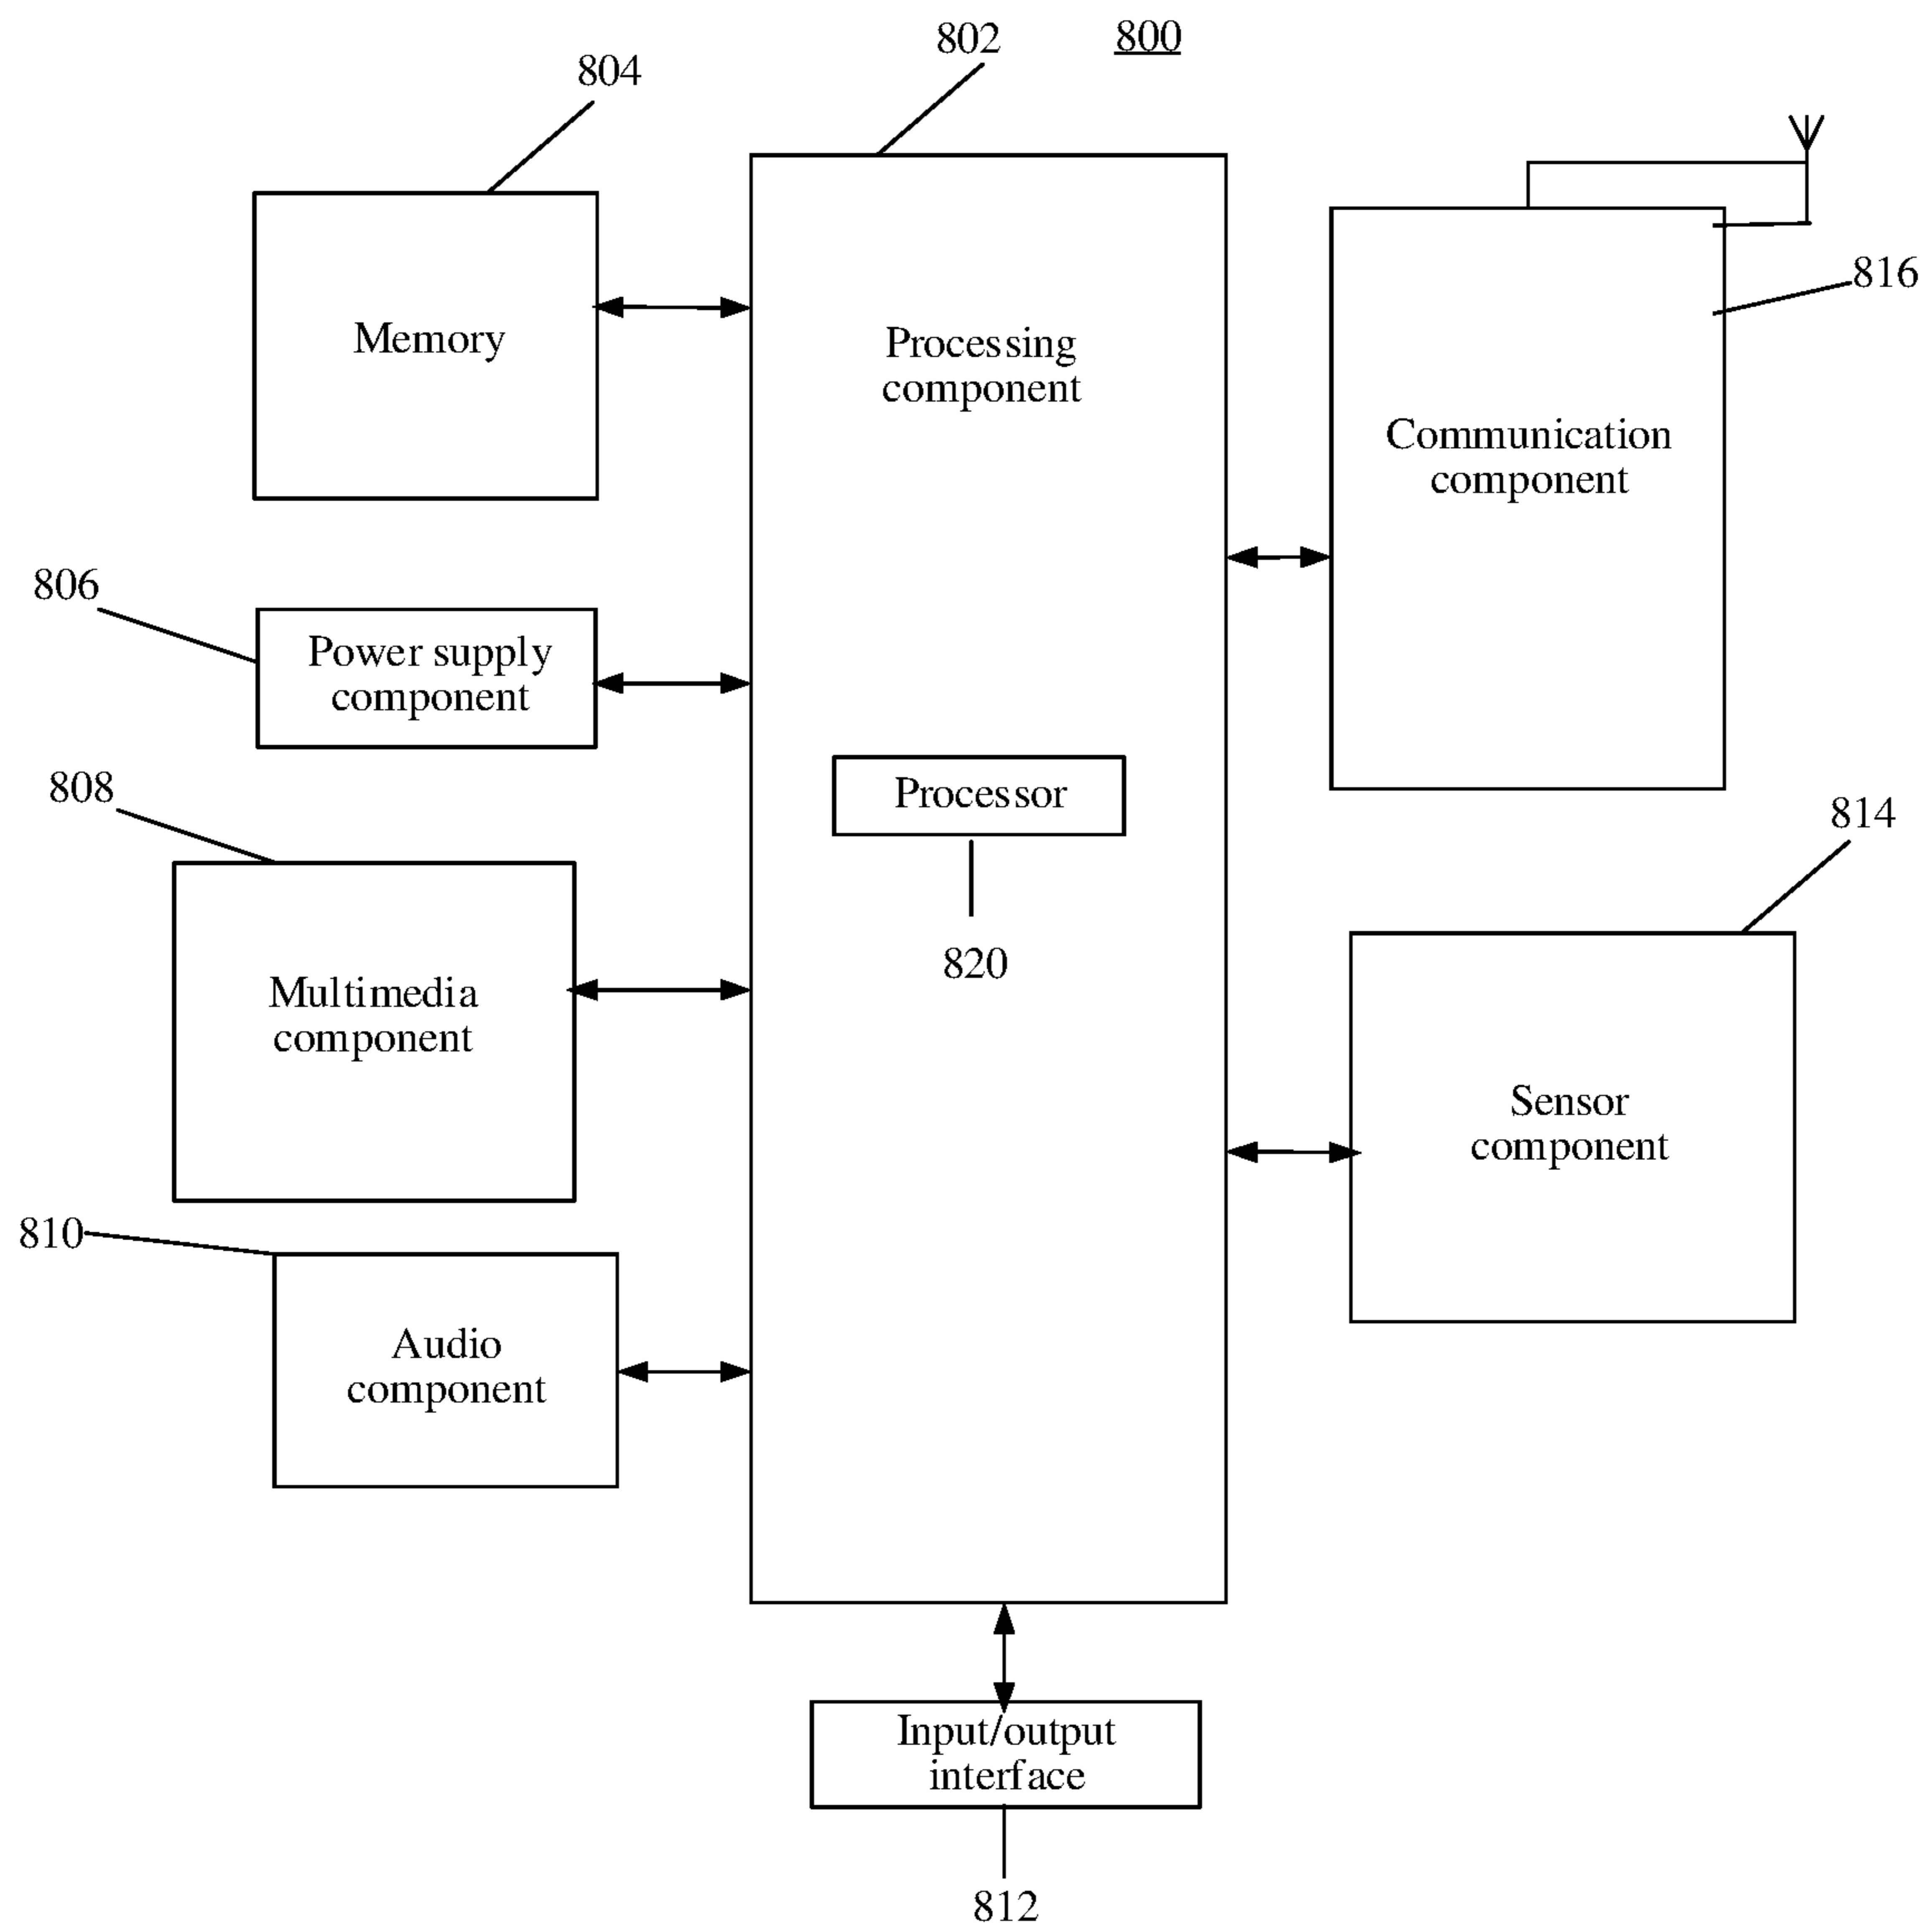 802
800
804
816
Memory
Processing
component
Communication
component
806
Power supply
component
808
Processor
814
820
Multimedia
component
Sensor
component
810
Audio
component
Input/output
interface
812